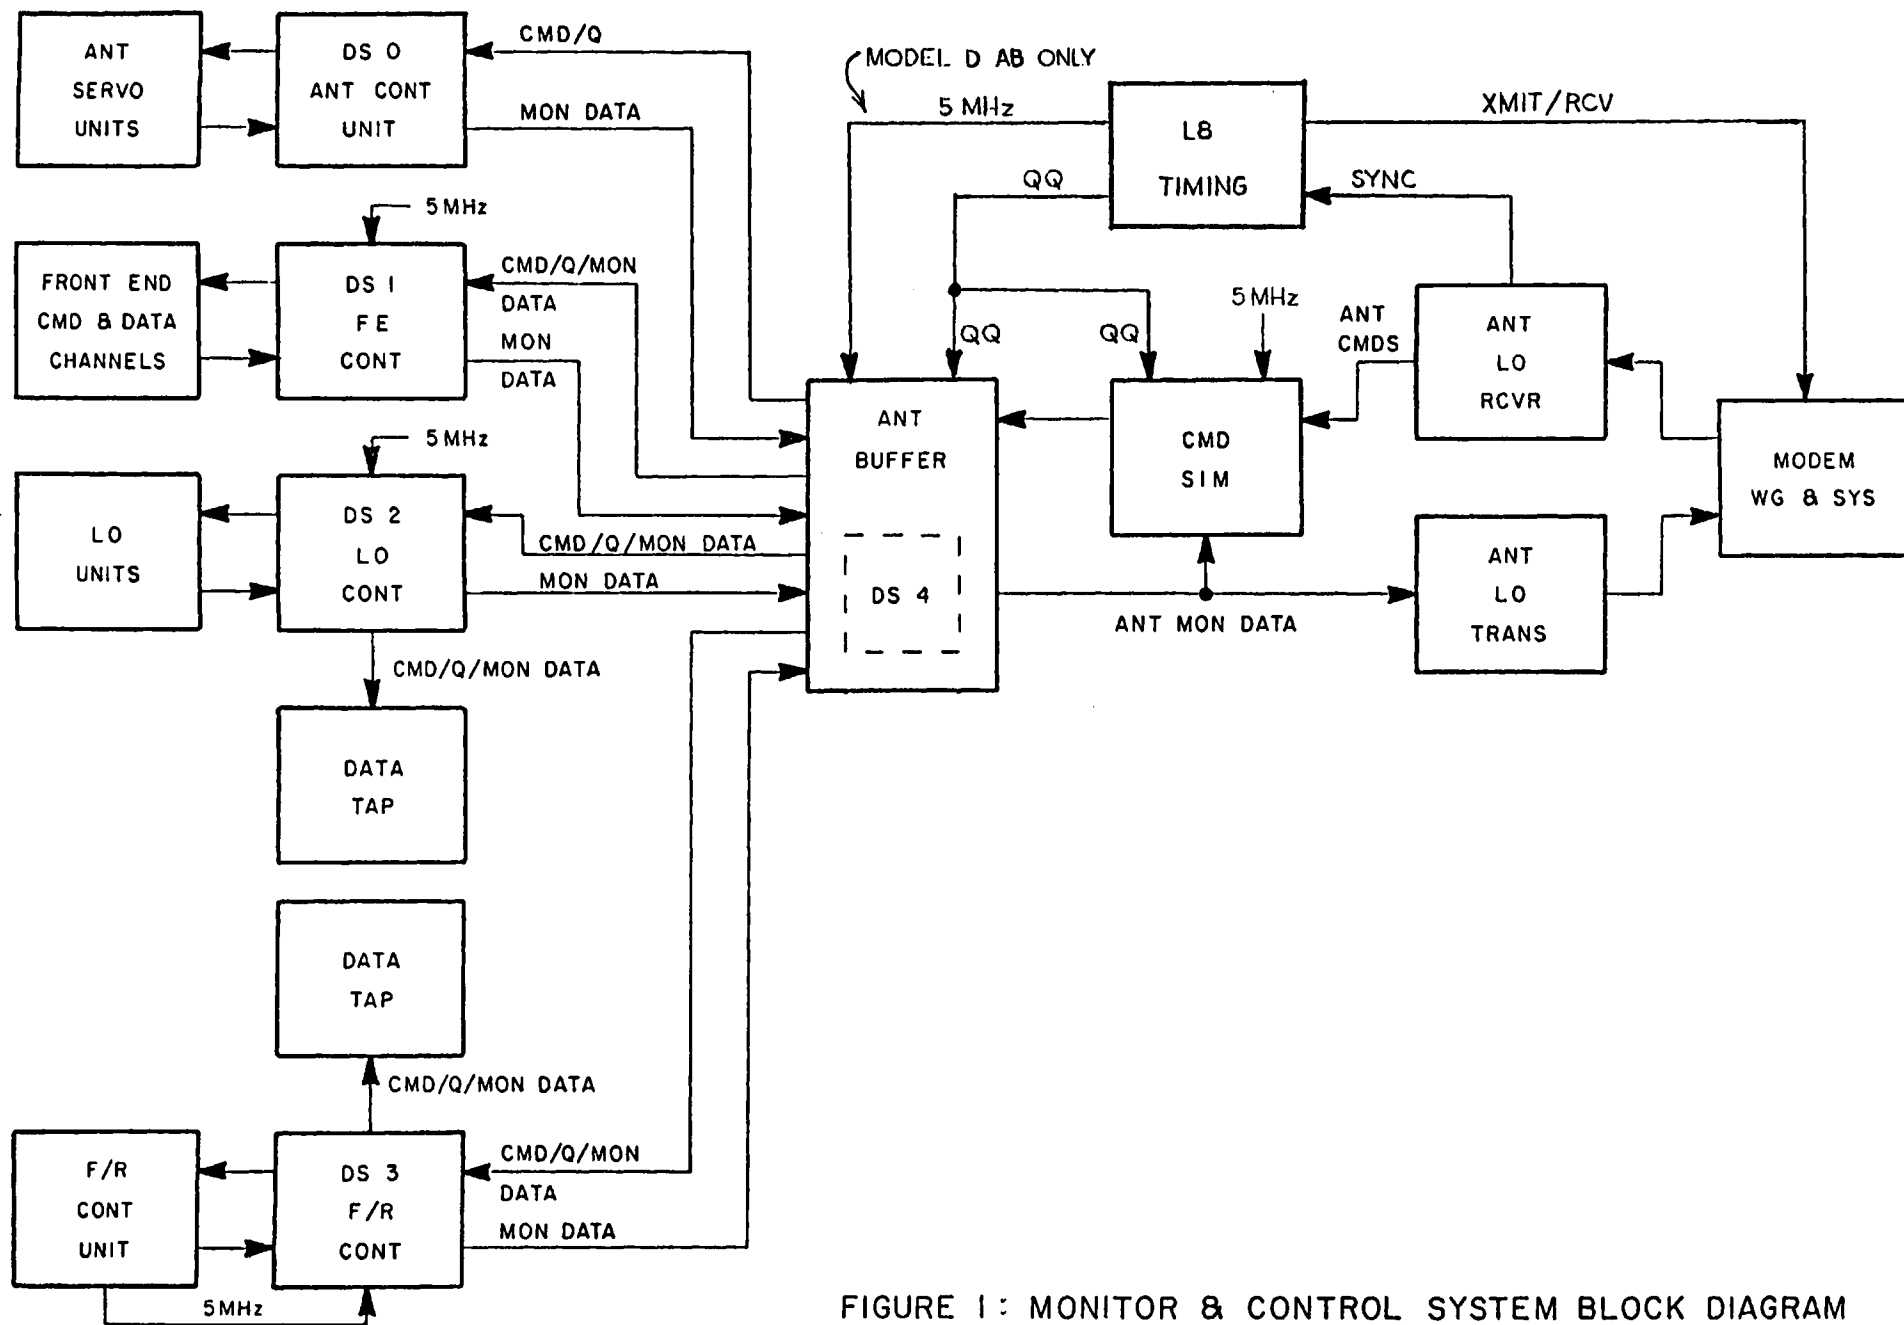 ANT
SERVO
UNITS
DS 0
ANT CONT
UNIT
CMD/Q
MON DATA
MODEL D AB ONLY
5 MHz
L8
TIMING
XMIT/RCV
QQ
SYNC
5 MHz
FRONT END
CMD & DATA
CHANNELS
DS 1
FE
CONT
CMD/Q/MON
DATA
MON
DATA
QQ
QQ
5 MHz
ANT
CMDS
ANT
LO
RCVR
5 MHz
LO
UNITS
DS 2
LO
CONT
CMD/Q/MON DATA
MON DATA
ANT
BUFFER
DS 4
CMD
SIM
MODEM
WG & SYS
ANT MON DATA
ANT
LO
TRANS
CMD/Q/MON DATA
DATA
TAP
DATA
TAP
CMD/Q/MON DATA
F/R
CONT
UNIT
DS 3
F/R
CONT
CMD/Q/MON
DATA
MON DATA
5 MHz
FIGURE 1: MONITOR & CONTROL SYSTEM BLOCK DIAGRAM